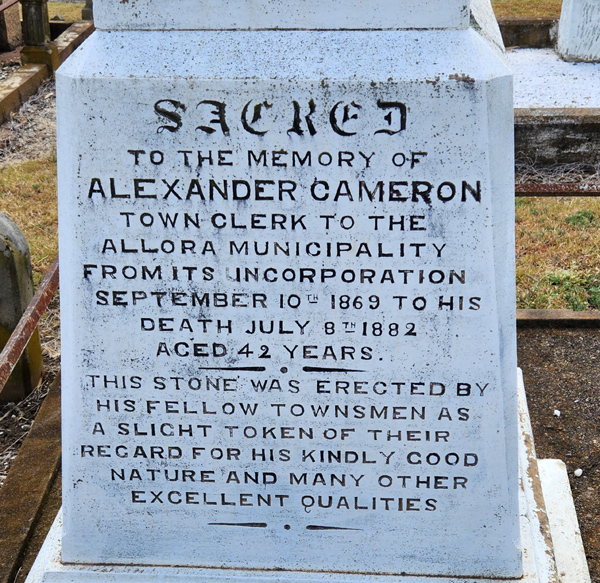 SACRED
TO THE MEMORY OF
ALEXANDER CAMERON
TOWN CLERK TO THE
ALLORA MUNICIPALITY
FROM ITS INCORPORATION
SEPTEMBER 10TH 1869 TO HIS
DEATH JULY 8TH 1882
AGED 42 YEARS.
THIS STONE WAS ERECTED BY
HIS FELLOW TOWNSMEN AS
A SLIGHT TOKEN OF THEIR
REGARD FOR HIS KINDLY GOOD
NATURE AND MANY OTHER
EXCELLENT QUALITIES